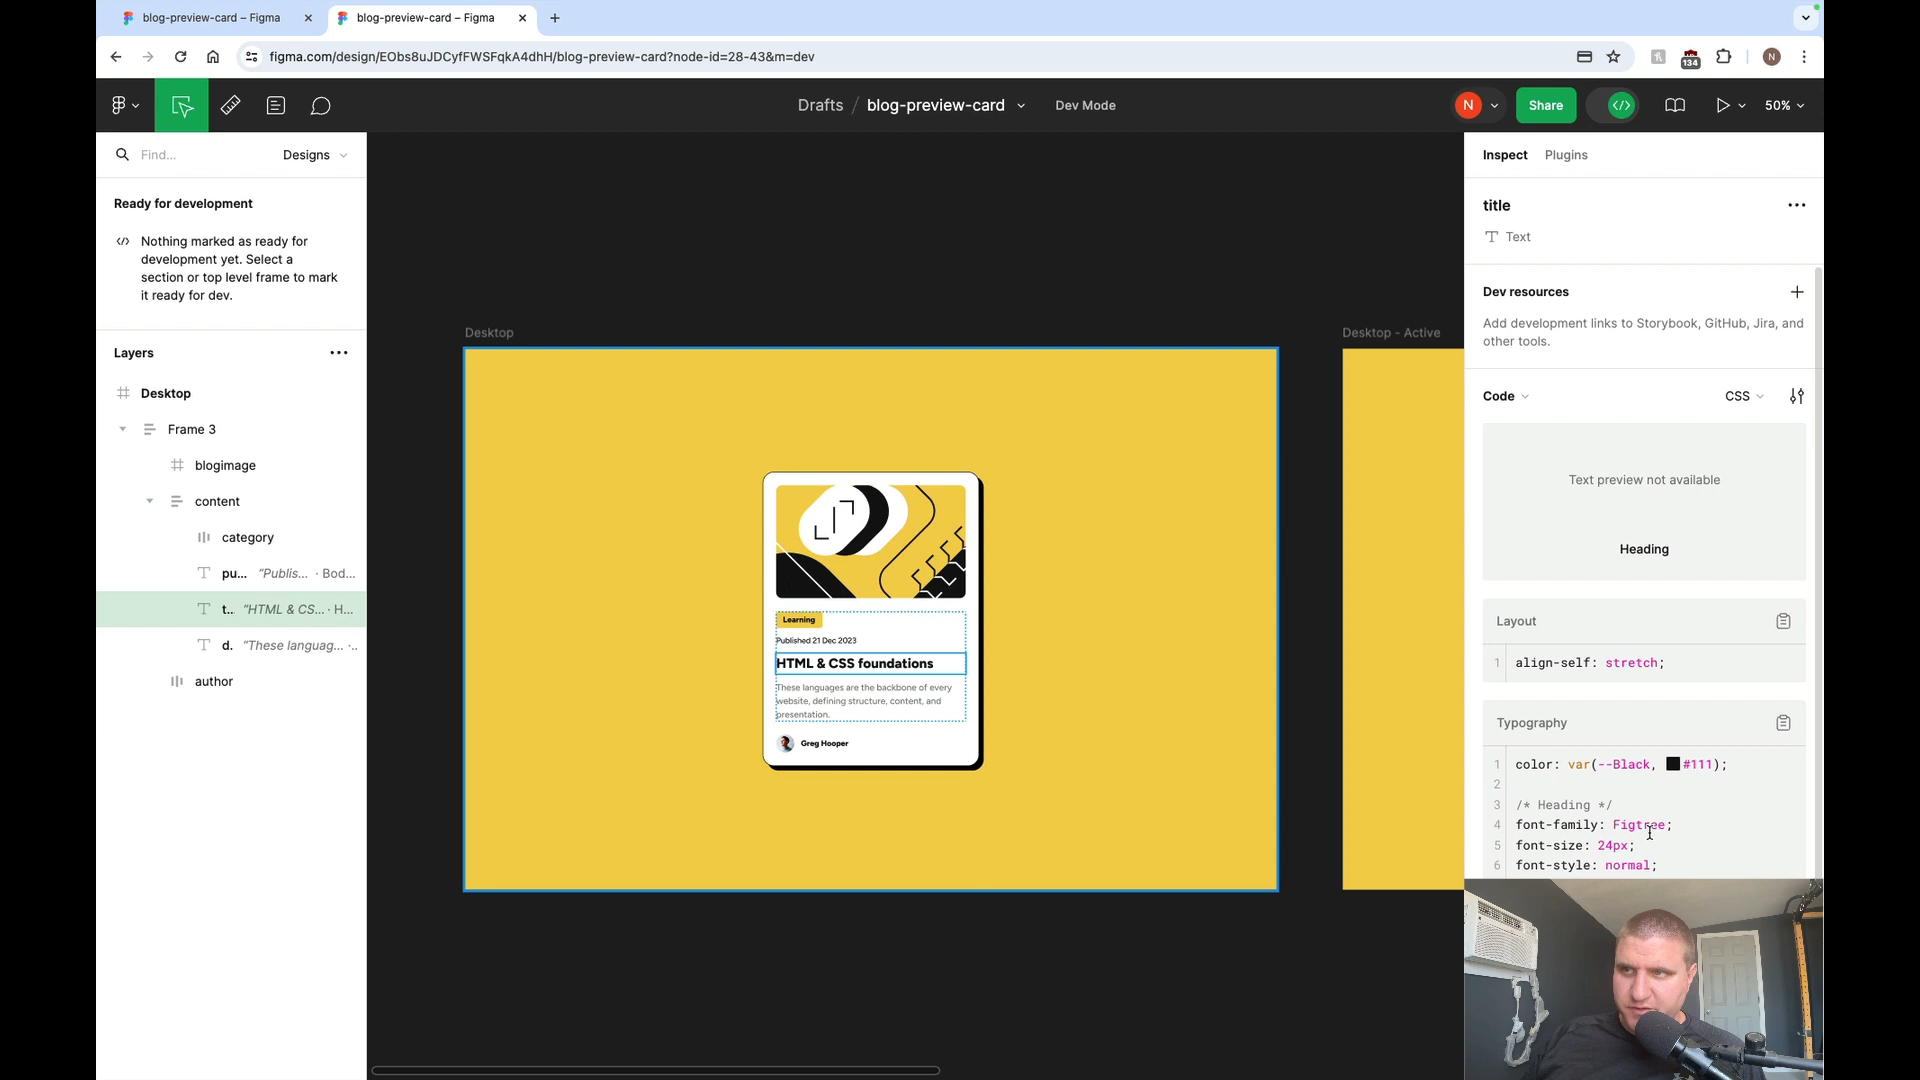 blog-preview-card – Figma
blog-preview-card – Figma
figma.com/design/EObs8uJDCyfFWSFqkA4dhH/blog-preview-card?node-id=28-43&m=dev
134
N
Drafts / blog-preview-card
Dev Mode
N
Share
50%
Find...
Designs
Ready for development
Nothing marked as ready for
development yet. Select a
section or top level frame to mark
it ready for dev.
Layers
Desktop
Frame 3
blogimage
content
category
pu... “Publis... · Bod...
t... “HTML & CS... · H...
d. “These languag... ·..
author
Desktop
Desktop - Active
Learning
Published 21 Dec 2023
HTML & CSS foundations
These languages are the backbone of every
website, defining structure, content, and
presentation.
Greg Hooper
Inspect
Plugins
title
Text
Dev resources
Add development links to Storybook, GitHub, Jira, and
other tools.
Code
CSS
Text preview not available
Heading
Layout
1 align-self: stretch;
Typography
1 color: var(--Black, #111);
2
3 /* Heading */
4 font-family: Figtree;
5 font-size: 24px;
6 font-style: normal;